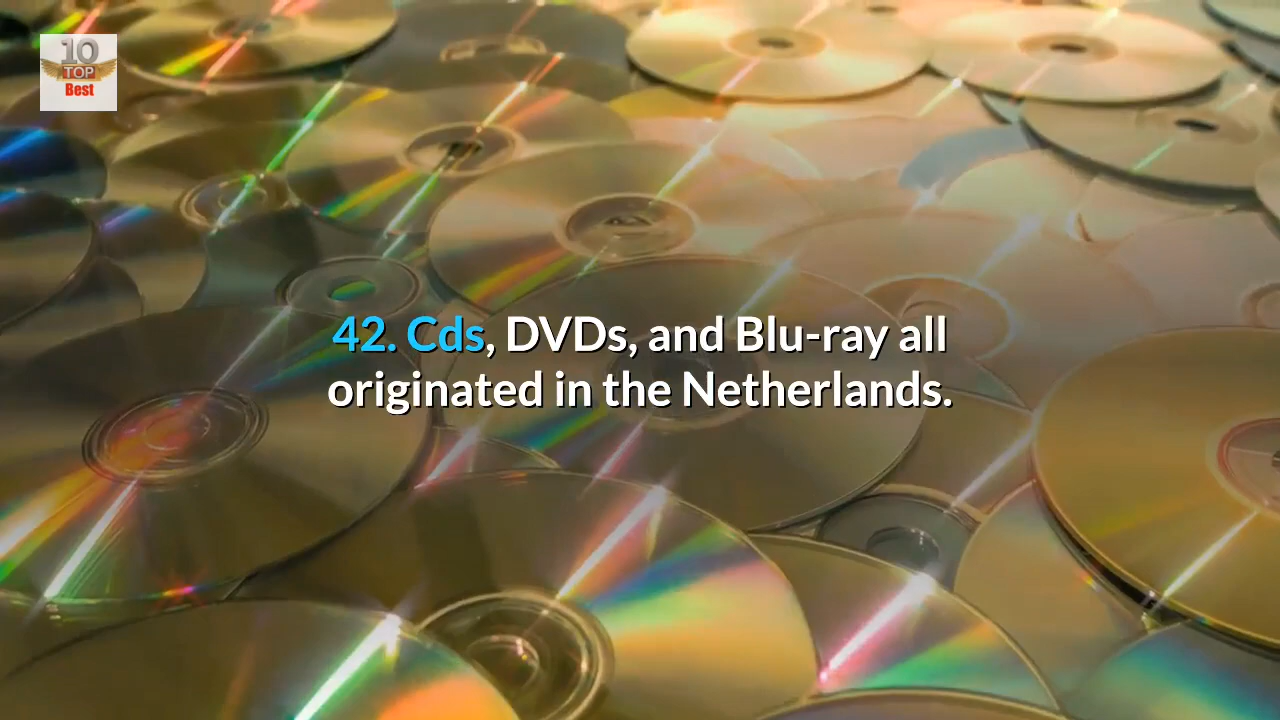 10
TOP
Best
42. Cds, DVDs, and Blu-ray all
originated in the Netherlands.